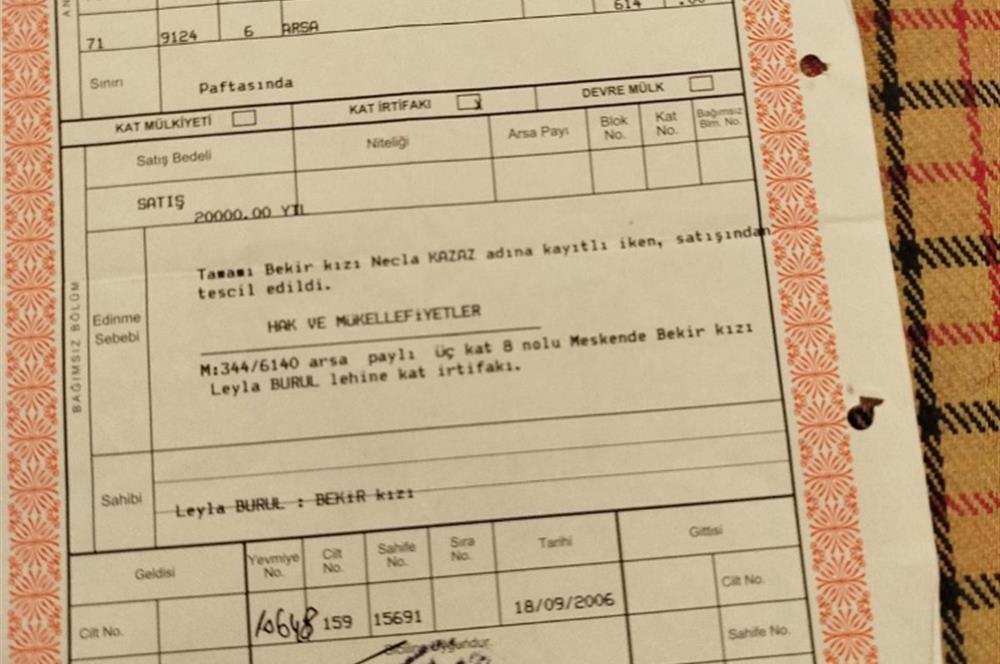 AN
614 .00
71 9124 6 ARSA
Sınırı Paftasında
KAT MÜLKİYETİ KAT İRTİFAKI x DEVRE MÜLK
BAĞIMSIZ BÖLÜM
Satış Bedeli Niteliği Arsa Payı Blok No. Kat No. Bağımsız Blm. No.
SATIŞ
20000.00 YTL
Edinme Sebebi
Tamamı Bekir kızı Necla KAZAZ adına kayıtlı iken, satışından
tescil edildi.
HAK VE MÜKELLEFİYETLER
M:344/6140 arsa paylı üç kat 8 nolu Meskende Bekir kızı
Leyla BURUL lehine kat irtifakı.
Sahibi
Leyla BURUL : BEKİR kızı
Geldisi Yevmiye No. Cilt No. Sahife No. Sıra No. Tarihi Gittisi
Cilt No. 10648 159 15691 18/09/2006 Cilt No.
Sahife No.
Uygundur.